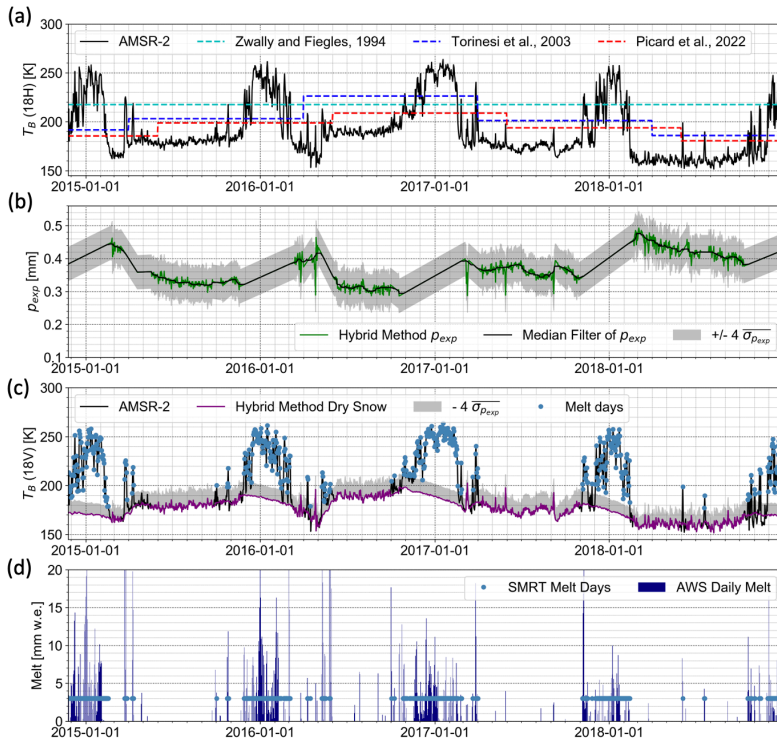 (a)
300
250
200
150
T_B (18H) [K]
AMSR-2
Zwally and Fiegles, 1994
Torinesi et al., 2003
Picard et al., 2022
2015-01-01
2016-01-01
2017-01-01
2018-01-01
(b)
0.5
0.4
0.3
0.2
0.1
p_exp [mm]
Hybrid Method p_exp
Median Filter of p_exp
+/- 4 σ_p_exp
2015-01-01
2016-01-01
2017-01-01
2018-01-01
(c)
300
250
200
150
T_B (18V) [K]
AMSR-2
Hybrid Method Dry Snow
- 4 σ_p_exp
Melt days
2015-01-01
2016-01-01
2017-01-01
2018-01-01
(d)
20
15
10
5
0
Melt [mm w.e.]
SMRT Melt Days
AWS Daily Melt
2015-01-01
2016-01-01
2017-01-01
2018-01-01